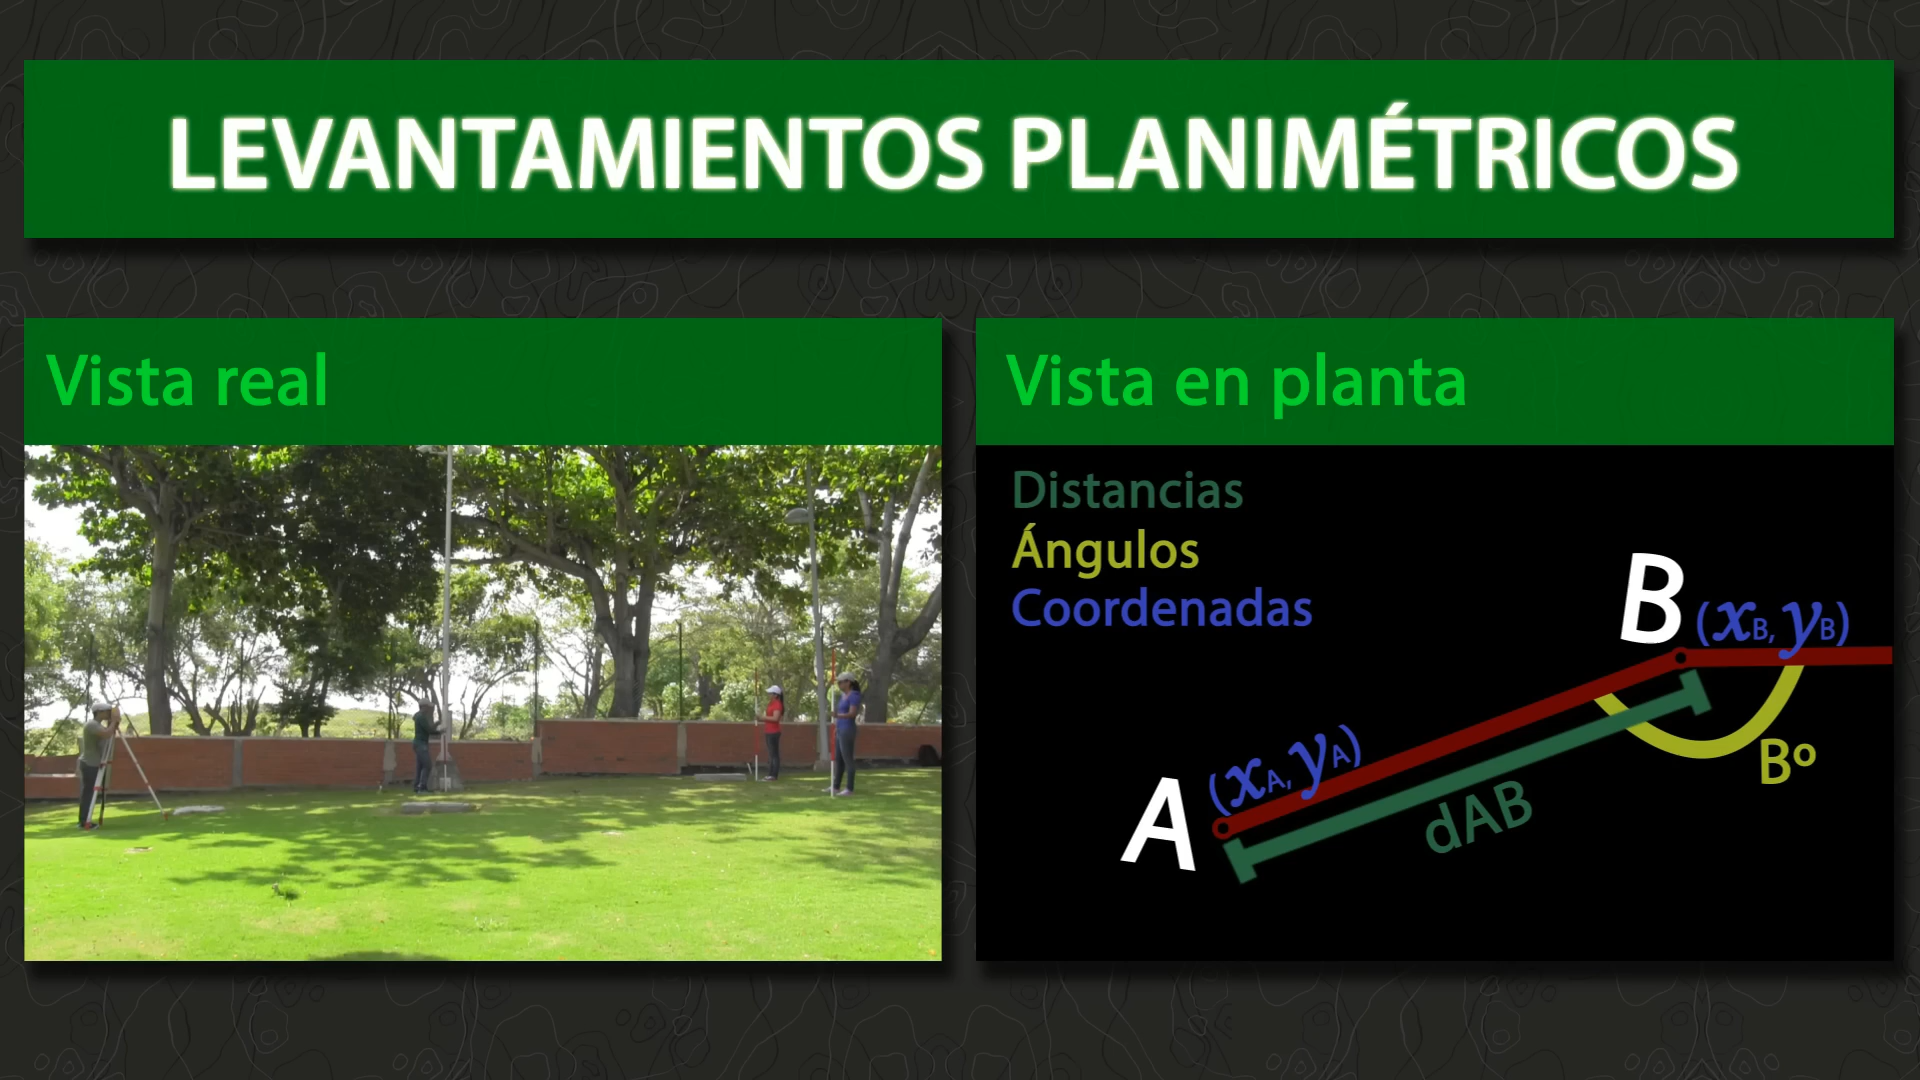 LEVANTAMIENTOS PLANIMÉTRICOS
Vista real
Vista en planta
Distancias
Ángulos
Coordenadas
B (xB, yB)
A (xA, yA)
dAB
Bº